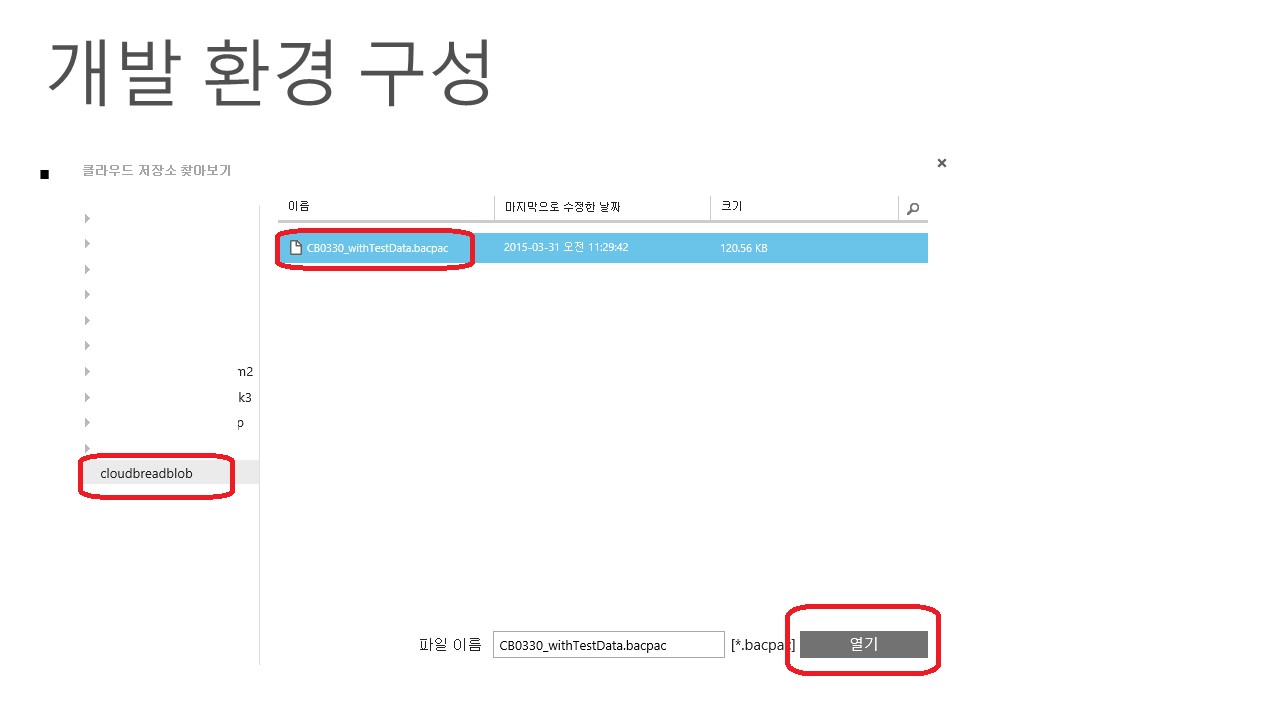 개발 환경 구성
클라우드 저장소 찾아보기
이름 마지막으로 수정한 날짜 크기
CB0330_withTestData.bacpac 2015-03-31 오전 11:29:42 120.56 KB
m2
k3
p
cloudbreadblob
파일 이름 CB0330_withTestData.bacpac [*.bacpac] 열기